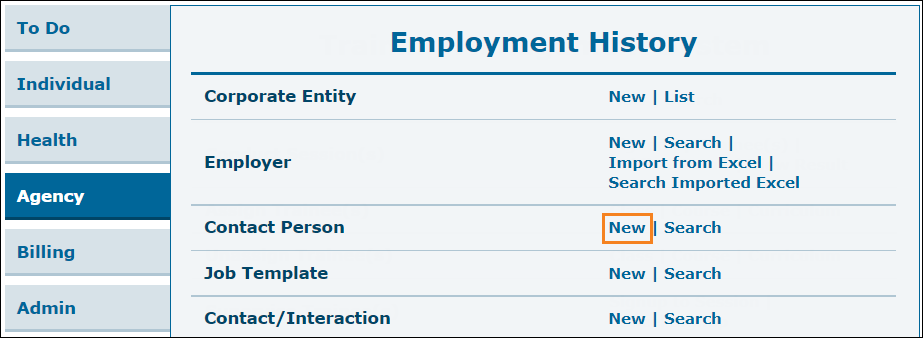 To Do
Individual
Health
Agency
Billing
Admin
Employment History
Corporate Entity
New | List
Employer
New | Search |
Import from Excel |
Search Imported Excel
Contact Person
New | Search
Job Template
New | Search
Contact/Interaction
New | Search